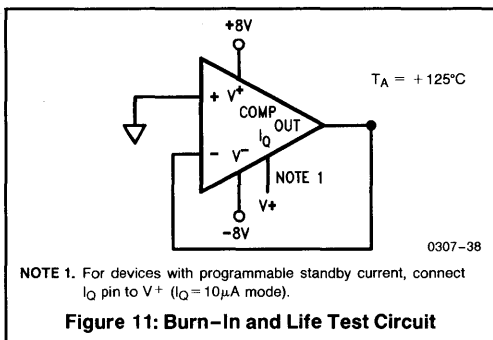 +8V
T_A = +125°C
+ V+
COMP
OUT
I_Q
- V−
NOTE 1
V+
-8V
0307-38
NOTE 1. For devices with programmable standby current, connect
I_Q pin to V+ (I_Q = 10μA mode).
Figure 11: Burn-In and Life Test Circuit